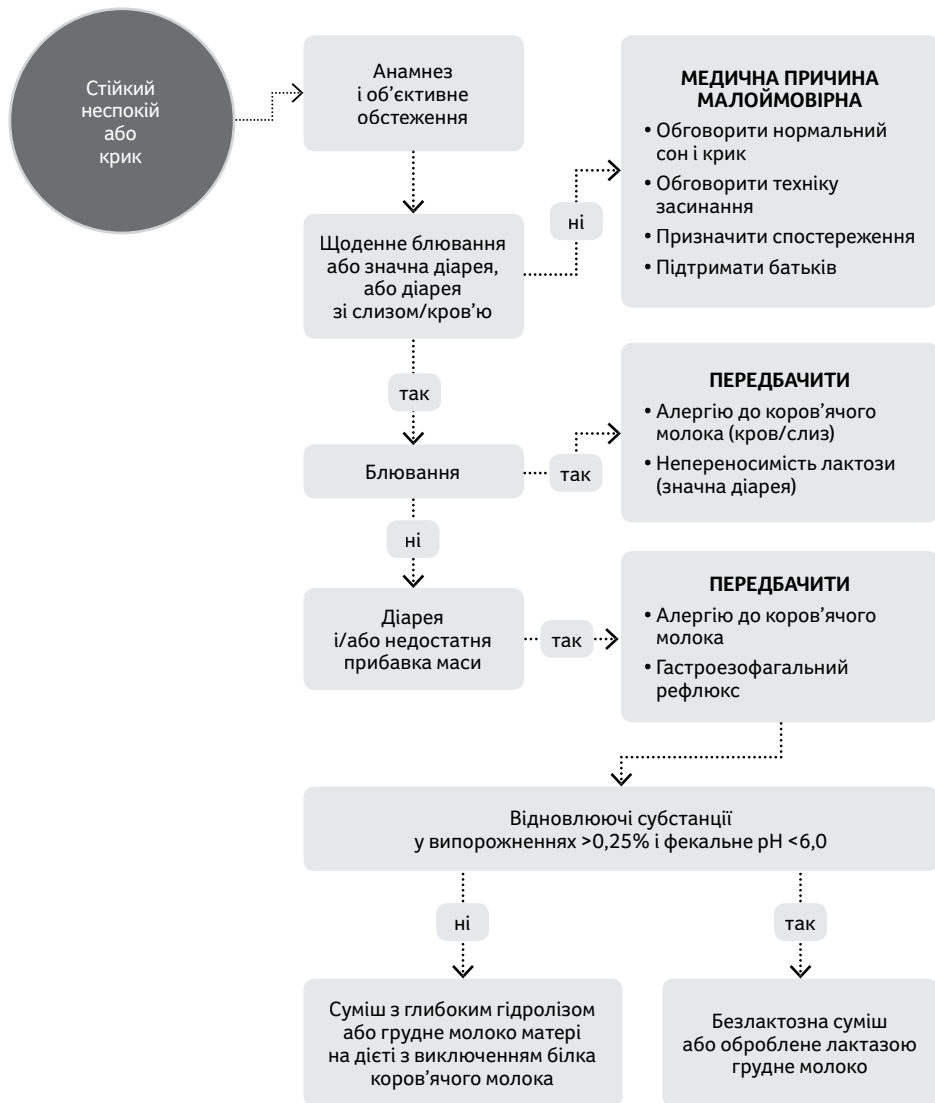 Стійкий
неспокій
або
крик
Анамнез
і об’єктивне
обстеження
МЕДИЧНА ПРИЧИНА
МАЛОЙМОВІРНА
• Обговорити нормальний
сон і крик
• Обговорити техніку
засинання
• Призначити спостереження
• Підтримати батьків
ні
Щоденне блювання
або значна діарея,
або діарея
зі слизом/кров’ю
так
ПЕРЕДБАЧИТИ
• Алергію до коров’ячого
молока (кров/слиз)
• Непереносимість лактози
(значна діарея)
Блювання
так
ні
ПЕРЕДБАЧИТИ
• Алергію до коров’ячого
молока
• Гастроезофагальний
рефлюкс
Діарея
і/або недостатня
прибавка маси
так
Відновлюючі субстанції
у випорожненнях >0,25% і фекальне pH <6,0
ні
так
Суміш з глибоким гідролізом
або грудне молоко матері
на дієті з виключенням білка
коров’ячого молока
Безлактозна суміш
або оброблене лактазою
грудне молоко